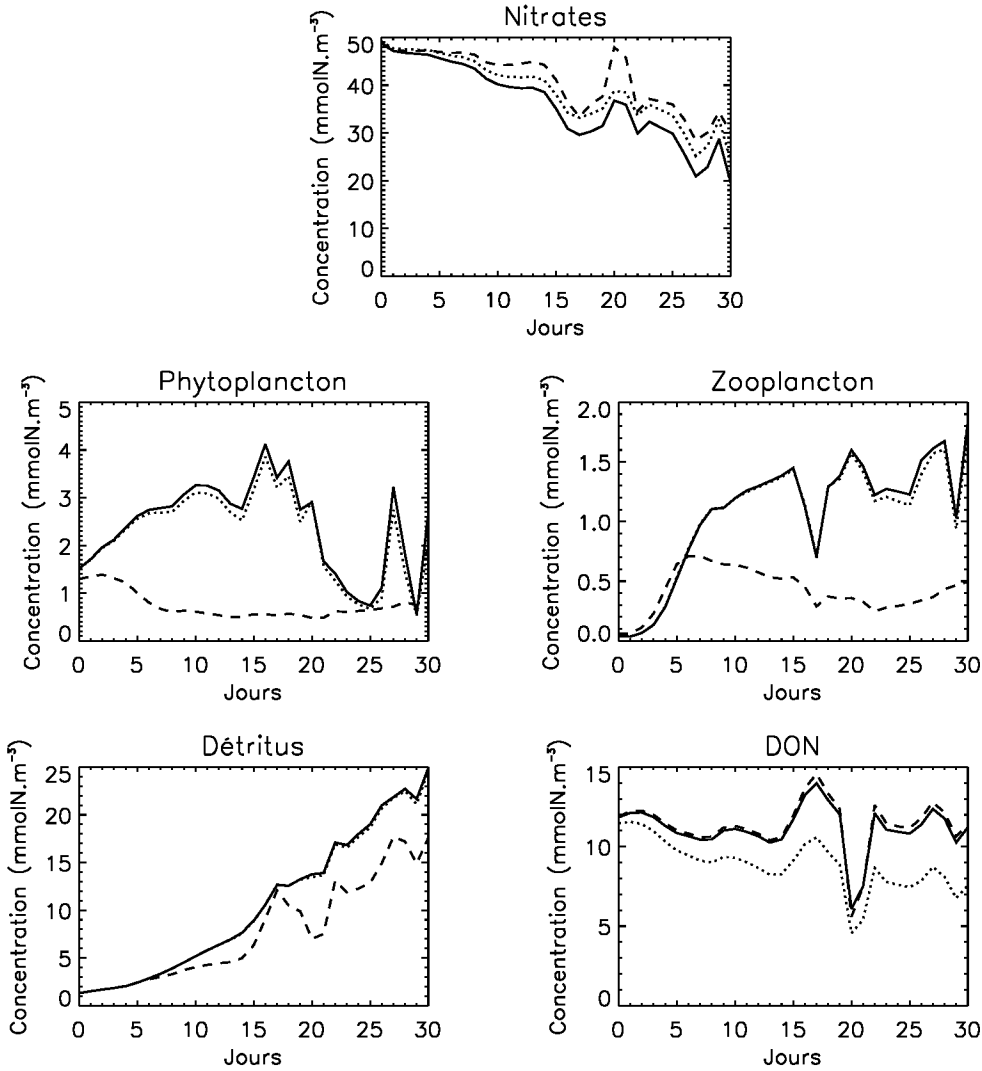 Nitrates
Concentration (mmolN.m⁻³)
50
40
30
20
10
0
0 5 10 15 20 25 30
Jours
Phytoplancton
Concentration (mmolN.m⁻³)
5
4
3
2
1
0
0 5 10 15 20 25 30
Jours
Zooplancton
Concentration (mmolN.m⁻³)
2.0
1.5
1.0
0.5
0.0
0 5 10 15 20 25 30
Jours
Détritus
Concentration (mmolN.m⁻³)
25
20
15
10
5
0
0 5 10 15 20 25 30
Jours
DON
Concentration (mmolN.m⁻³)
15
10
5
0
0 5 10 15 20 25 30
Jours